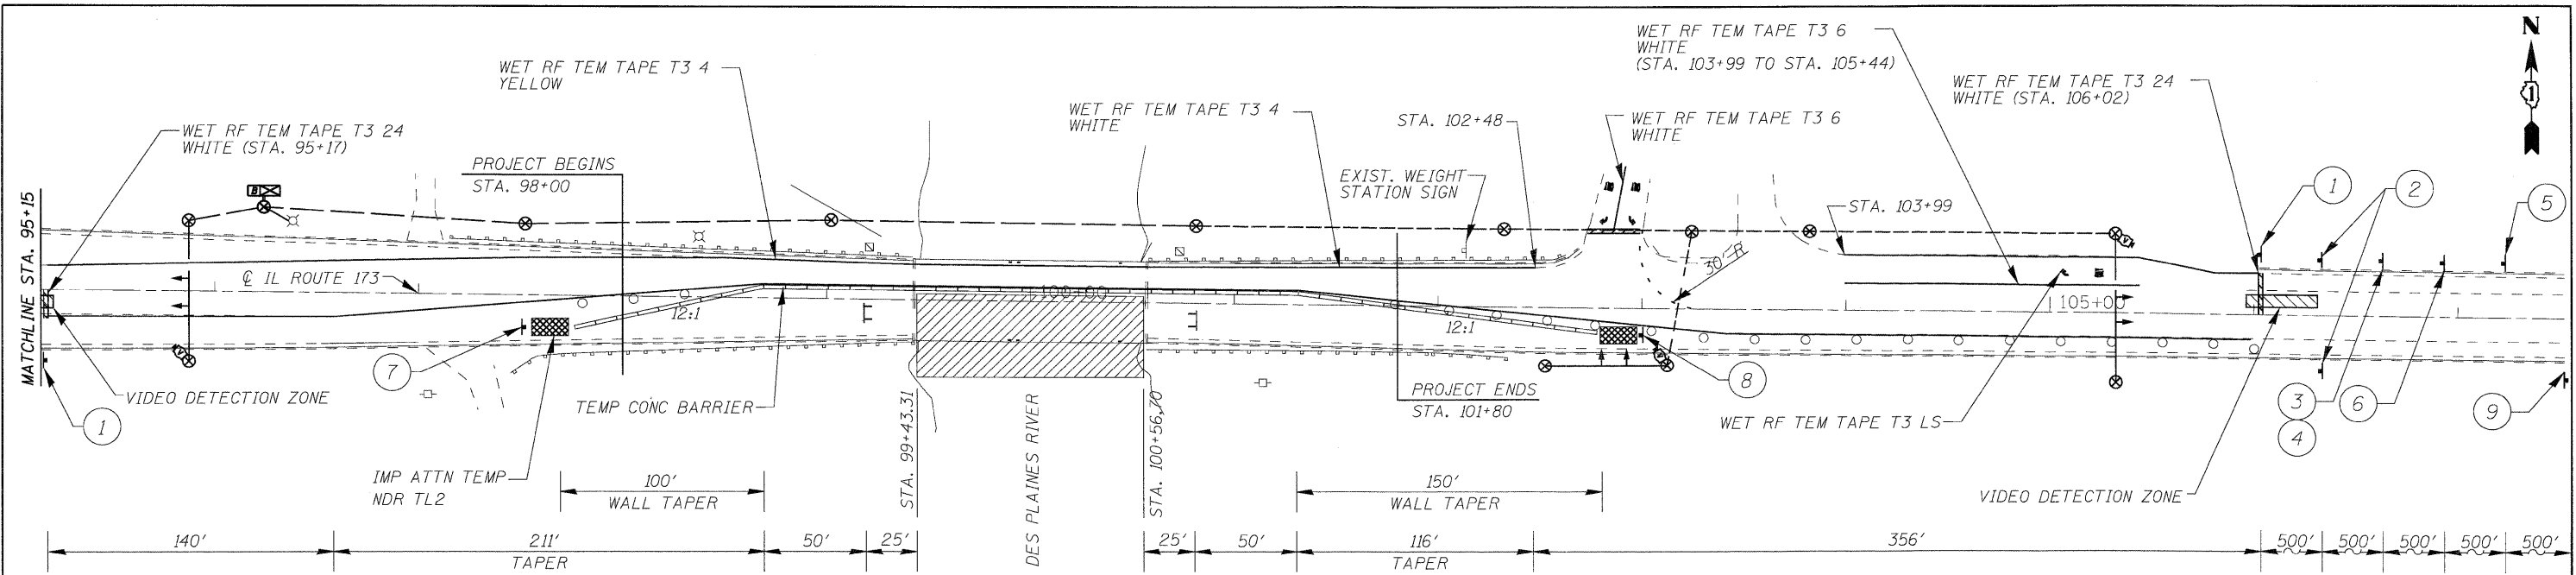 WET RF TEM TAPE T3 6
WHITE
(STA. 103+99 TO STA. 105+44)
N
1
WET RF TEM TAPE T3 4
YELLOW
WET RF TEM TAPE T3 24
WHITE (STA. 106+02)
WET RF TEM TAPE T3 4
WHITE
STA. 102+48
WET RF TEM TAPE T3 6
WHITE
WET RF TEM TAPE T3 24
WHITE (STA. 95+17)
PROJECT BEGINS
STA. 98+00
EXIST. WEIGHT
STATION SIGN
1
2
5
STA. 103+99
MATCHLINE STA. 95+15
℄ IL ROUTE 173
30'-R
100+00
105+00
12:1
12:1
7
8
VIDEO DETECTION ZONE
1
TEMP CONC BARRIER
PROJECT ENDS
STA. 101+80
WET RF TEM TAPE T3 LS
3
4
6
9
STA. 99+43.31
DES PLAINES RIVER
STA. 100+56.70
IMP ATTN TEMP
NDR TL2
100'
WALL TAPER
150'
WALL TAPER
VIDEO DETECTION ZONE
140'
211'
TAPER
50'
25'
25'
50'
116'
TAPER
356'
500'
500'
500'
500'
500'